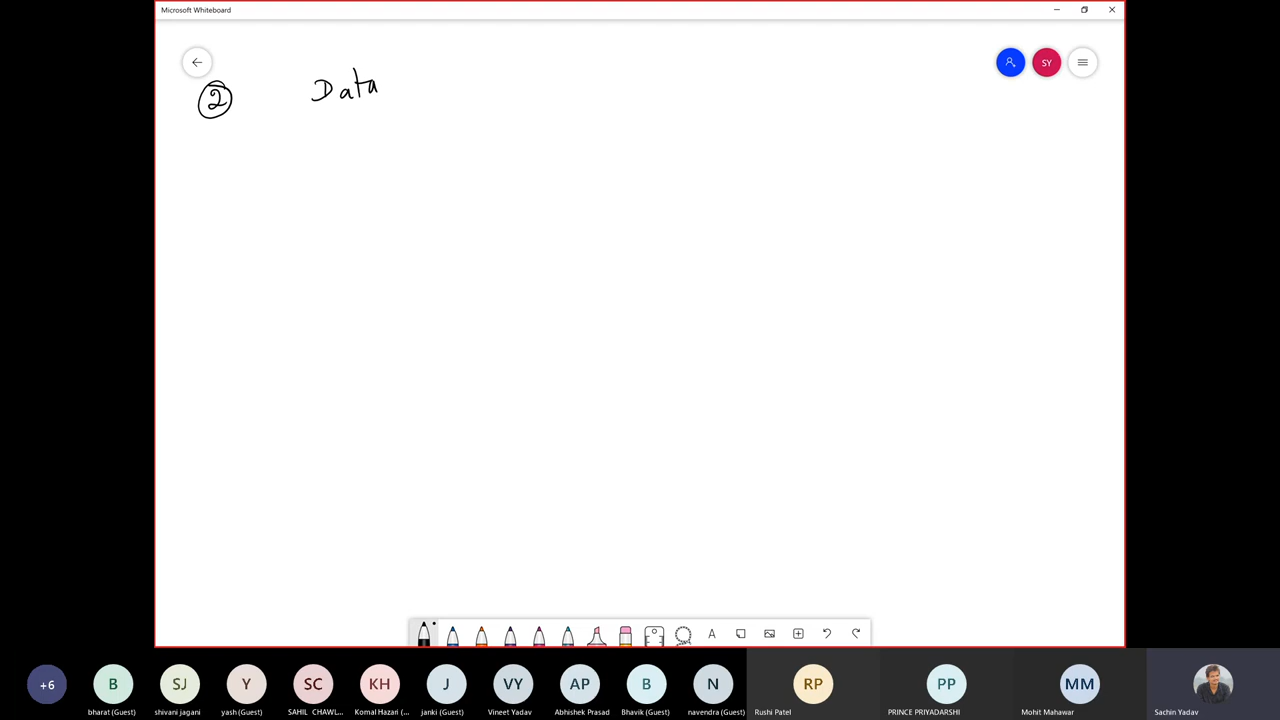 Microsoft Whiteboard
SY
② Data
A
+6 B SJ Y SC KH J VY AP B N RP PP MM
bharat (Guest) shivani jagani yash (Guest) SAHIL CHAWL... Komal Hazari (... janki (Guest) Vineet Yadav Abhishek Prasad Bhavik (Guest) navendra (Guest) Rushi Patel PRINCE PRIYADARSHI Mohit Mahawar Sachin Yadav